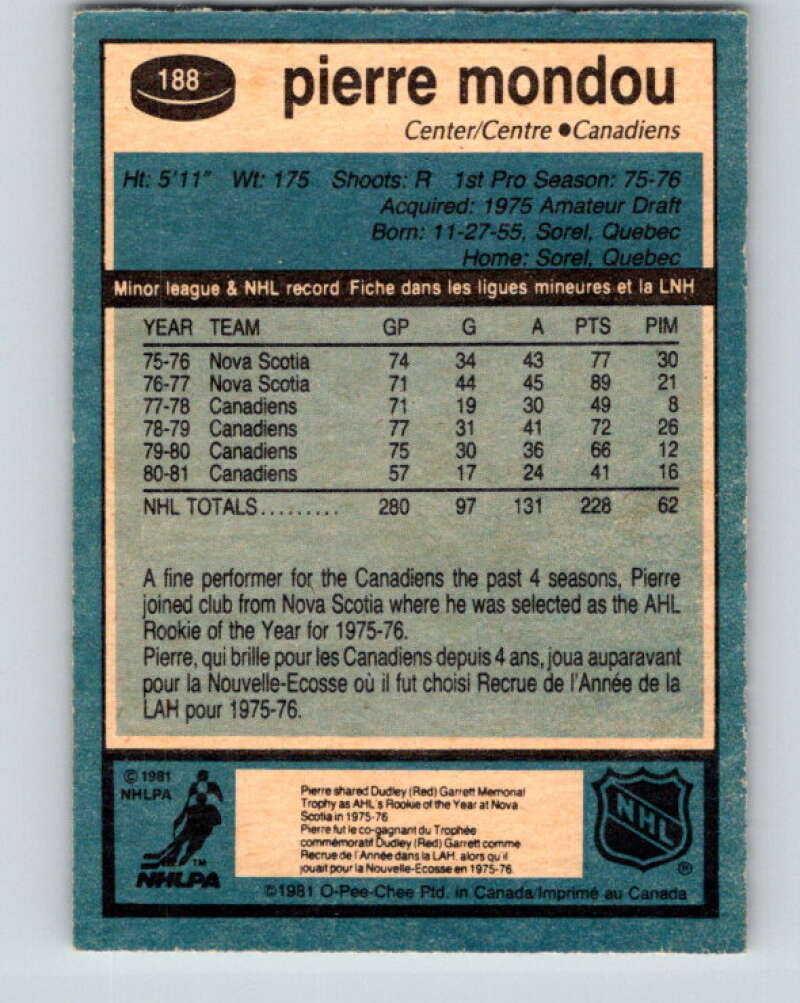 188
pierre mondou
Center/Centre ●Canadiens
Ht: 5'11" Wt: 175 Shoots: R 1st Pro Season: 75-76
Acquired: 1975 Amateur Draft
Born: 11-27-55, Sorel, Quebec
Home: Sorel, Quebec
Minor league & NHL record Fiche dans les ligues mineures et la LNH
YEAR TEAM GP G A PTS PIM
75-76 Nova Scotia 74 34 43 77 30
76-77 Nova Scotia 71 44 45 89 21
77-78 Canadiens 71 19 30 49 8
78-79 Canadiens 77 31 41 72 26
79-80 Canadiens 75 30 36 66 12
80-81 Canadiens 57 17 24 41 16
NHL TOTALS......... 280 97 131 228 62
A fine performer for the Canadiens the past 4 seasons, Pierre
joined club from Nova Scotia where he was selected as the AHL
Rookie of the Year for 1975-76.
Pierre, qui brille pour les Canadiens depuis 4 ans, joua auparavant
pour la Nouvelle-Ecosse où il fut choisi Recrue de l'Année de la
LAH pour 1975-76.
© 1981
NHLPA
TM
NHLPA
Pierre shared Dudley (Red) Garrett Memorial
Trophy as AHL's Rookie of the Year at Nova
Scotia in 1975-76
Pierre fut le co-gagnant du Trophée
commémoratif Dudley (Red) Garrett comme
Recrue de l'Année dans la LAH. alors qu'il
jouait pour la Nouvelle-Ecosse en 1975-76.
NHL
®
©1981 O-Pee-Chee Ptd. in Canada/Imprimé au Canada